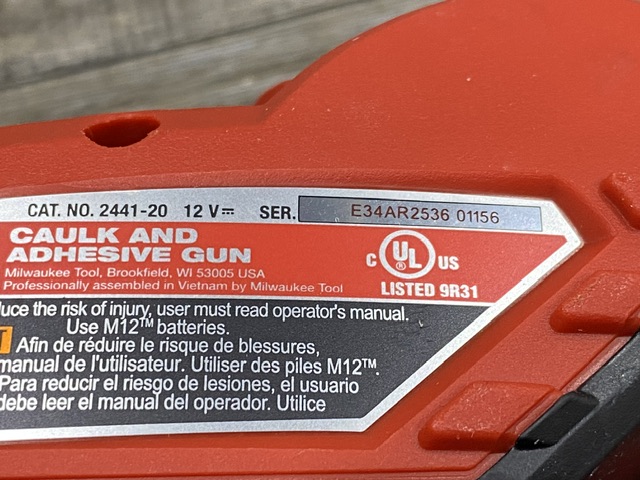 CAT. NO. 2441-20 12 V⎓ SER. E34AR2536 01156
CAULK AND
ADHESIVE GUN
Milwaukee Tool, Brookfield, WI 53005 USA
Professionally assembled in Vietnam by Milwaukee Tool
C UL® US
LISTED 9R31
the risk of injury, user must read operator's manual.
Use M12™ batteries.
Afin de réduire le risque de blessures,
manual de l'utilisateur. Utiliser des piles M12™.
Para reducir el riesgo de lesiones, el usuario
debe leer el manual del operador. Utilice